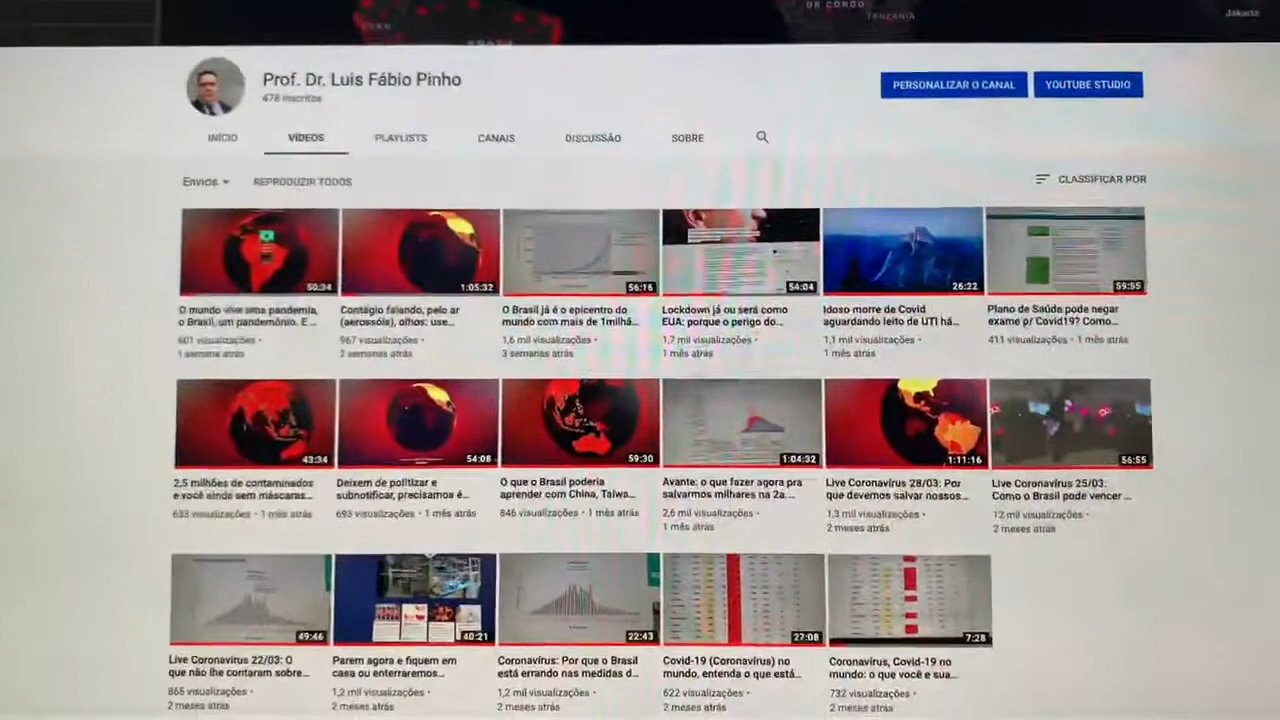 DR CONGO
TANZANIA
Jakarta
BRASIL
Prof. Dr. Luis Fábio Pinho
478 inscritos
PERSONALIZAR O CANAL
YOUTUBE STUDIO
INÍCIO
VÍDEOS
PLAYLISTS
CANAIS
DISCUSSÃO
SOBRE
Envios
REPRODUZIR TODOS
CLASSIFICAR POR
50:34
1:05:32
56:16
54:04
26:22
59:55
O mundo vive uma pandemia,
o Brasil, um pandemônio. E ...
601 visualizações •
1 semana atrás
Contágio falando, pelo ar
(aerossóis), olhos: use...
967 visualizações •
2 semanas atrás
O Brasil já é o epicentro do
mundo com mais de 1milhã...
1,6 mil visualizações •
3 semanas atrás
Lockdown já ou será como
EUA: porque o perigo do...
1,7 mil visualizações •
1 mês atrás
Idoso morre de Covid
aguardando leito de UTI há...
1,1 mil visualizações •
1 mês atrás
Plano de Saúde pode negar
exame p/ Covid19? Como...
411 visualizações • 1 mês atrás
43:34
54:08
59:30
1:04:32
1:11:16
56:55
2,5 milhões de contaminados
e você ainda sem máscaras...
633 visualizações • 1 mês atrás
Deixem de politizar e
subnotificar, precisamos é...
693 visualizações • 1 mês atrás
O que o Brasil poderia
aprender com China, Taiwa...
846 visualizações • 1 mês atrás
Avante: o que fazer agora pra
salvarmos milhares na 2a....
2,6 mil visualizações •
1 mês atrás
Live Coronavírus 28/03: Por
que devemos salvar nossos...
1,3 mil visualizações •
2 meses atrás
Live Coronavírus 25/03:
Como o Brasil pode vencer ...
12 mil visualizações •
2 meses atrás
49:46
40:21
22:43
27:08
7:28
Live Coronavírus 22/03: O
que não lhe contaram sobre...
865 visualizações •
2 meses atrás
Parem agora e fiquem em
casa ou enterraremos...
1,2 mil visualizações •
2 meses atrás
Coronavírus: Por que o Brasil
está errando nas medidas d...
1,2 mil visualizações •
2 meses atrás
Covid-19 (Coronavírus) no
mundo, entenda o que está...
622 visualizações •
2 meses atrás
Coronavírus, Covid-19 no
mundo: o que você e sua...
732 visualizações •
2 meses atrás